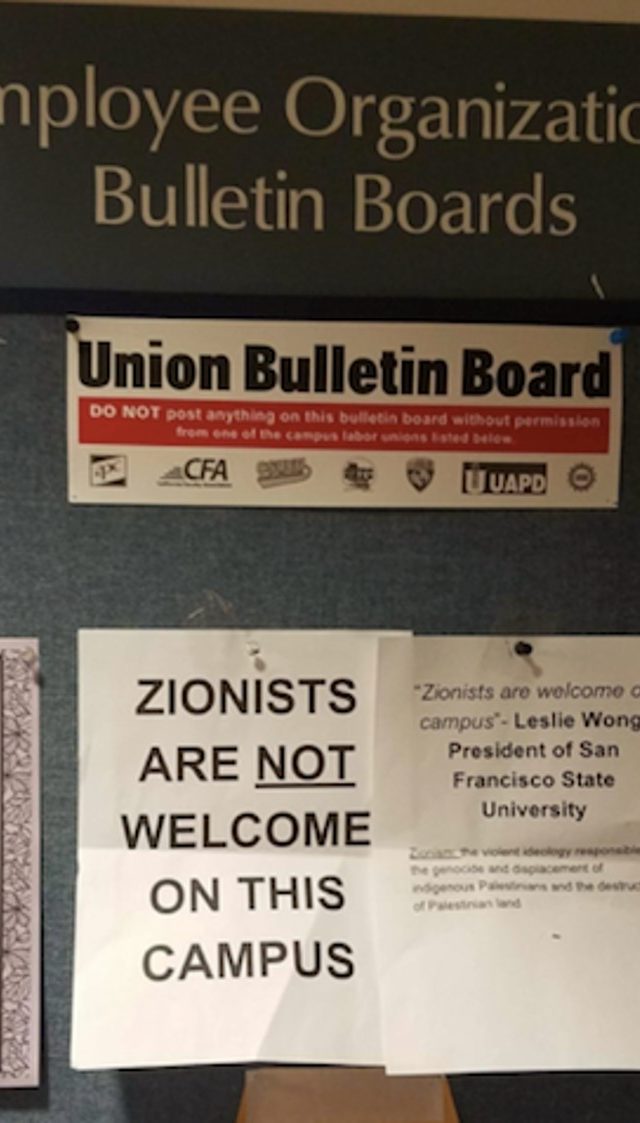 mployee Organizatio
Bulletin Boards
Union Bulletin Board
DO NOT post anything on this bulletin board without permission
from one of the campus labor unions listed below.
apc
CFA
UAPD
ZIONISTS
ARE NOT
WELCOME
ON THIS
CAMPUS
"Zionists are welcome o
campus"- Leslie Wong
President of San
Francisco State
University
Zionism: the violent ideology responsible
the genocide and displacement of
indigenous Palestinians and the destruc
of Palestinian land